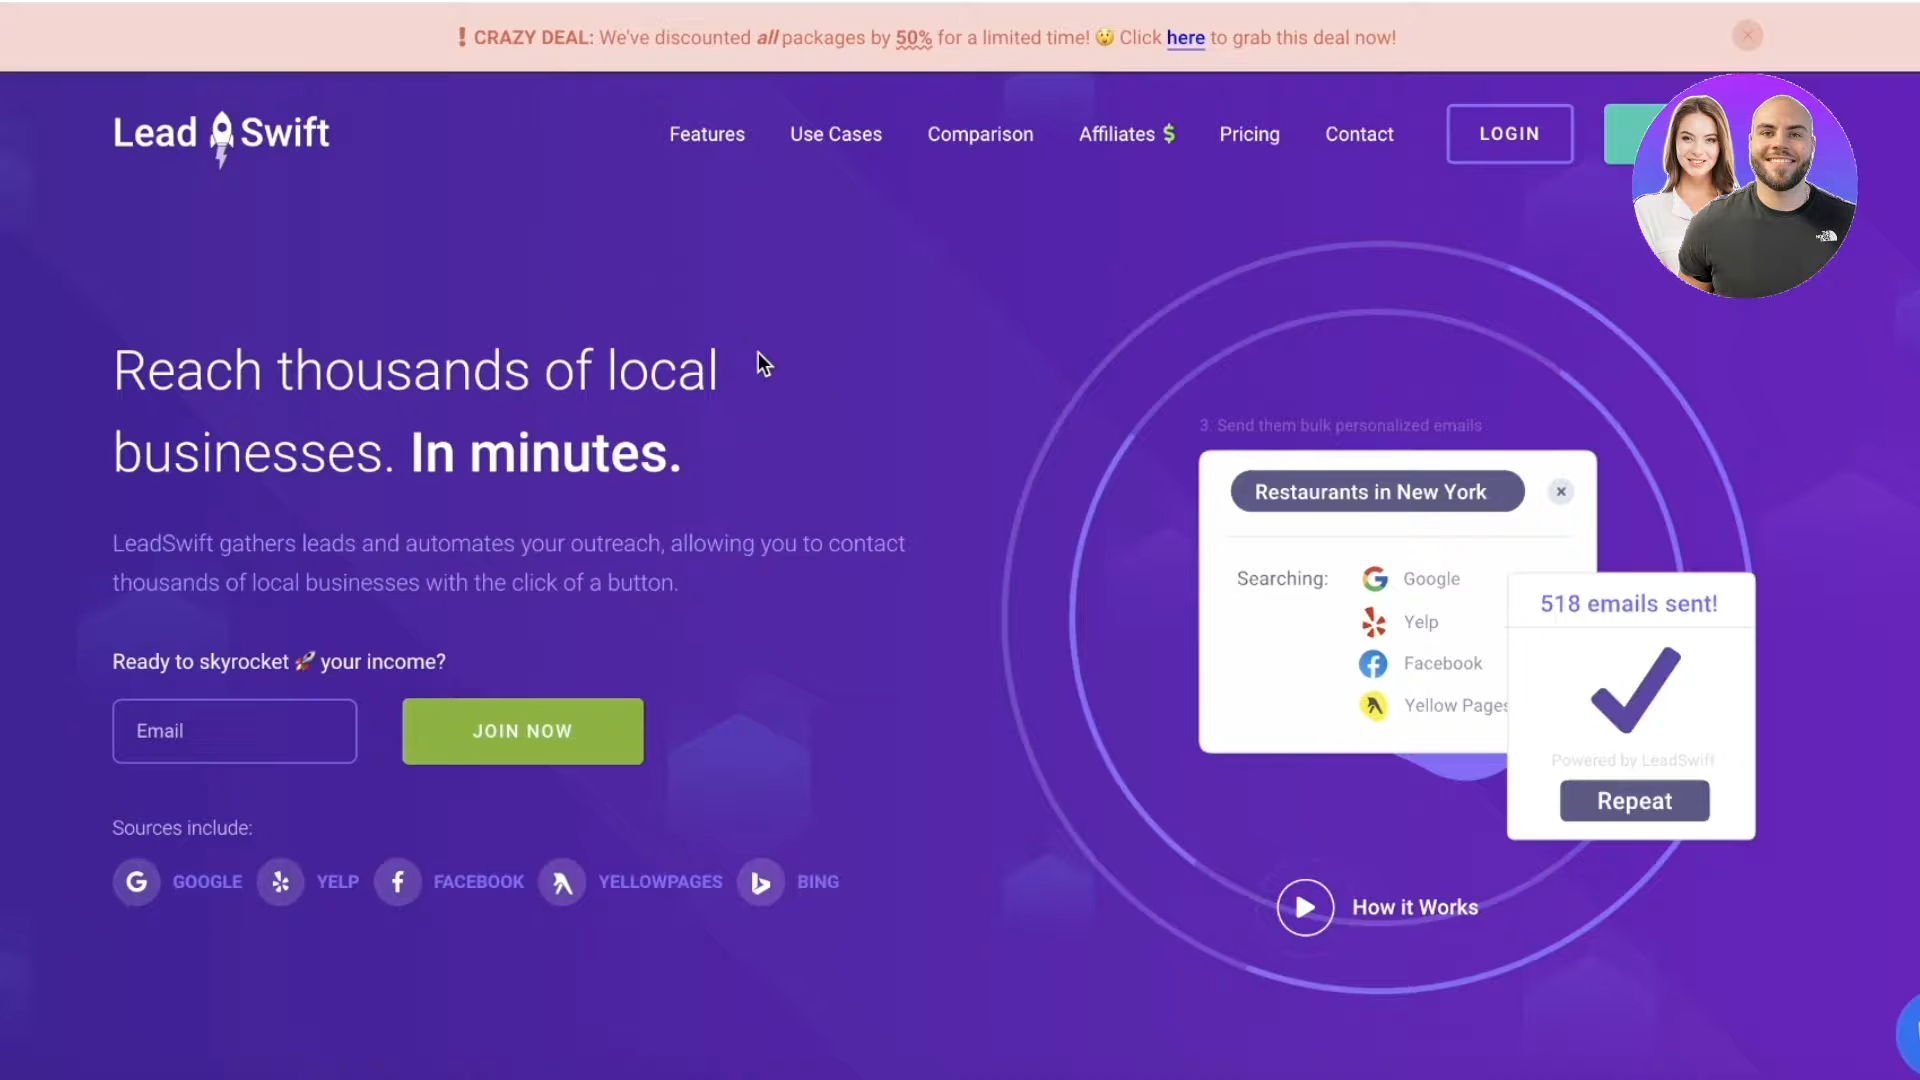 ❗ CRAZY DEAL: We've discounted all packages by 50% for a limited time! 😲 Click here to grab this deal now!
Lead Swift
Features
Use Cases
Comparison
Affiliates $
Pricing
Contact
LOGIN
Reach thousands of local
businesses. In minutes.
LeadSwift gathers leads and automates your outreach, allowing you to contact
thousands of local businesses with the click of a button.
Ready to skyrocket 🚀 your income?
Email
JOIN NOW
Sources include:
GOOGLE
YELP
FACEBOOK
YELLOWPAGES
BING
3. Send them bulk personalized emails
Restaurants in New York
Searching:
Google
Yelp
Facebook
Yellow Pages
518 emails sent!
Powered by LeadSwift
Repeat
How it Works
THE NORTH FACE